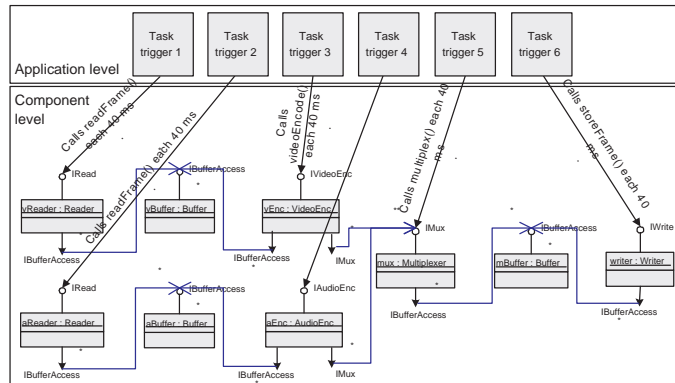 Task trigger 1
Task trigger 2
Task trigger 3
Task trigger 4
Task trigger 5
Task trigger 6
Application level
Component level
Calls readFrame() each 40 ms
Calls readFrame() each 40 ms
Calls videoEncode() each 40 ms
Calls multiplex() each 40 ms
Calls storeFrame() each 40 ms
IRead
IBufferAccess
IVideoEnc
vReader : Reader
vBuffer : Buffer
vEnc : VideoEnc
IMux
IBufferAccess
IWrite
IBufferAccess
IBufferAccess
IMux
mux : Multiplexer
mBuffer : Buffer
writer : Writer
IRead
IBufferAccess
IAudioEnc
IBufferAccess
IBufferAccess
aReader : Reader
aBuffer : Buffer
aEnc : AudioEnc
IBufferAccess
IBufferAccess
IMux